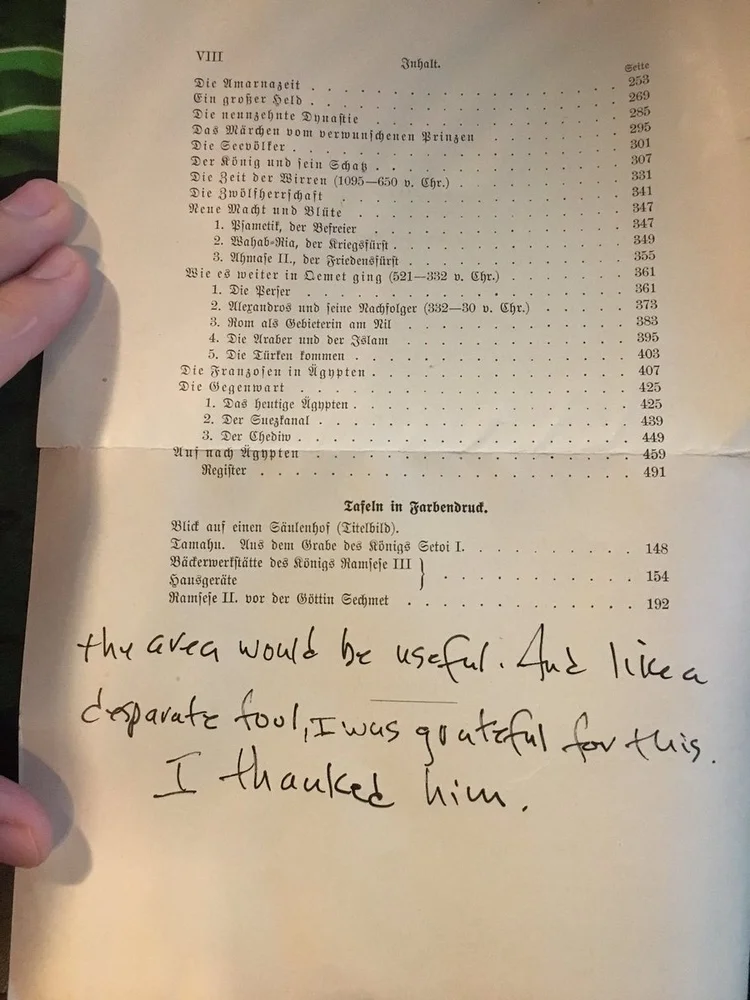 VIII Inhalt.
Seite
Die Amarnazeit . . . . . . . . . . . . . . . . . . 253
Ein großer Held . . . . . . . . . . . . . . . . . . 269
Die neunzehnte Dynastie . . . . . . . . . . . . . . . 285
Das Märchen vom verwunschenen Prinzen . . . . . . . . . . 295
Die Seevölker . . . . . . . . . . . . . . . . . . . 301
Der König und sein Schatz . . . . . . . . . . . . . . 307
Die Zeit der Wirren (1095—650 v. Chr.) . . . . . . . . . . 331
Die Zwölfherrschaft . . . . . . . . . . . . . . . . . 341
Neue Macht und Blüte . . . . . . . . . . . . . . . . 347
1. Psametik, der Befreier . . . . . . . . . . . . . . 347
2. Wahab-Ria, der Kriegsfürst . . . . . . . . . . . . . 349
3. Ahmase II., der Friedensfürst . . . . . . . . . . . . 355
Wie es weiter in Qemet ging (521—332 v. Chr.) . . . . . . . 361
1. Die Perser . . . . . . . . . . . . . . . . . . 361
2. Alexandros und seine Nachfolger (332—30 v. Chr.) . . . . . 373
3. Rom als Gebieterin am Nil . . . . . . . . . . . . . 383
4. Die Araber und der Islam . . . . . . . . . . . . . 395
5. Die Türken kommen . . . . . . . . . . . . . . . 403
Die Franzosen in Ägypten . . . . . . . . . . . . . . . 407
Die Gegenwart . . . . . . . . . . . . . . . . . . . 425
1. Das heutige Ägypten . . . . . . . . . . . . . . . 425
2. Der Suezkanal . . . . . . . . . . . . . . . . . 439
3. Der Chediw . . . . . . . . . . . . . . . . . . 449
Auf nach Ägypten . . . . . . . . . . . . . . . . . . 459
Register . . . . . . . . . . . . . . . . . . . . 491
Tafeln in Farbendruck.
Blick auf einen Säulenhof (Titelbild).
Tamahu. Aus dem Grabe des Königs Setoi I. . . . . . . . . . 148
Bäckerwerkstätte des Königs Ramsese III
Hausgeräte } . . . . . . . . . . . 154
Ramsese II. vor der Göttin Sechmet . . . . . . . . . . . . 192
the area would be useful. And like a
desparate fool, I was grateful for this.
I thanked him.